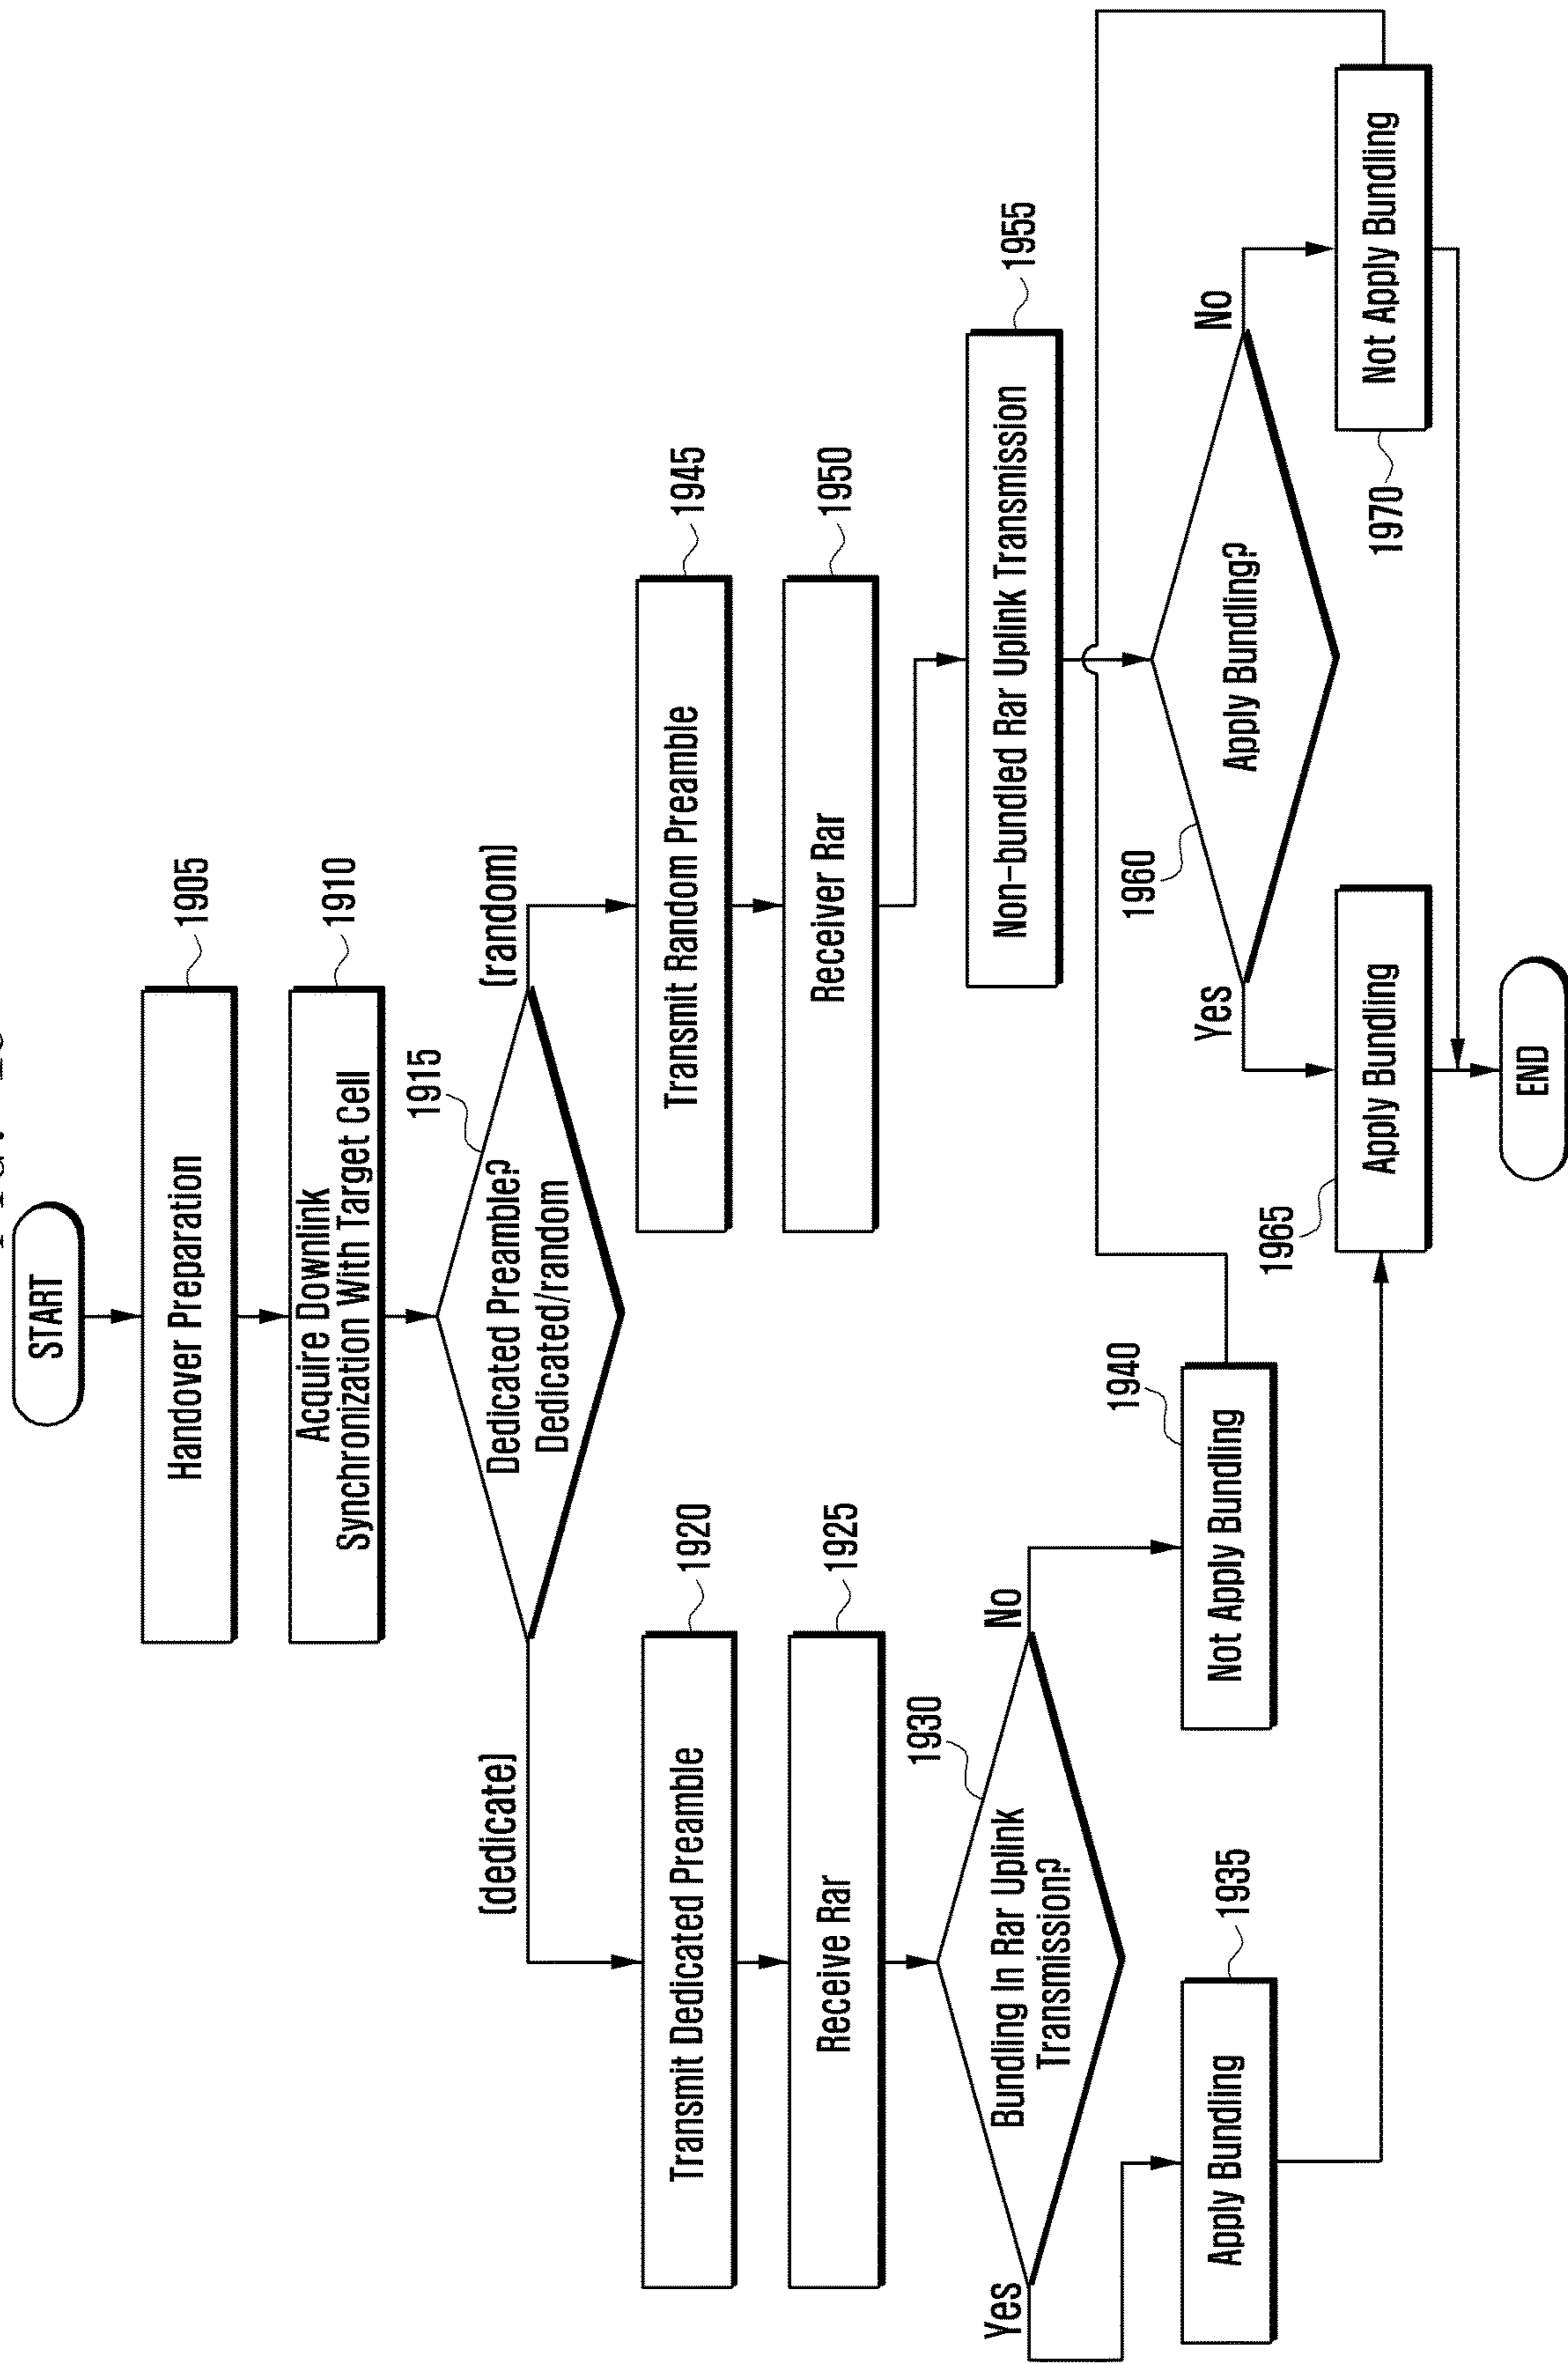 START
Handover Preparation
1905
Acquire Downlink
Synchronization With Target Cell
1910
1915
Dedicated Preamble?
Dedicated/random
(dedicate)
(random)
Transmit Dedicated Preamble
1920
Receive Rar
1925
1930
Bundling In Rar Uplink
Transmission?
Yes
No
Apply Bundling
1935
Not Apply Bundling
1940
Transmit Random Preamble
1945
Receiver Rar
1950
Non-bundled Rar Uplink Transmission
1955
1960
Apply Bundling?
Yes
No
1965
Apply Bundling
Not Apply Bundling
1970
END